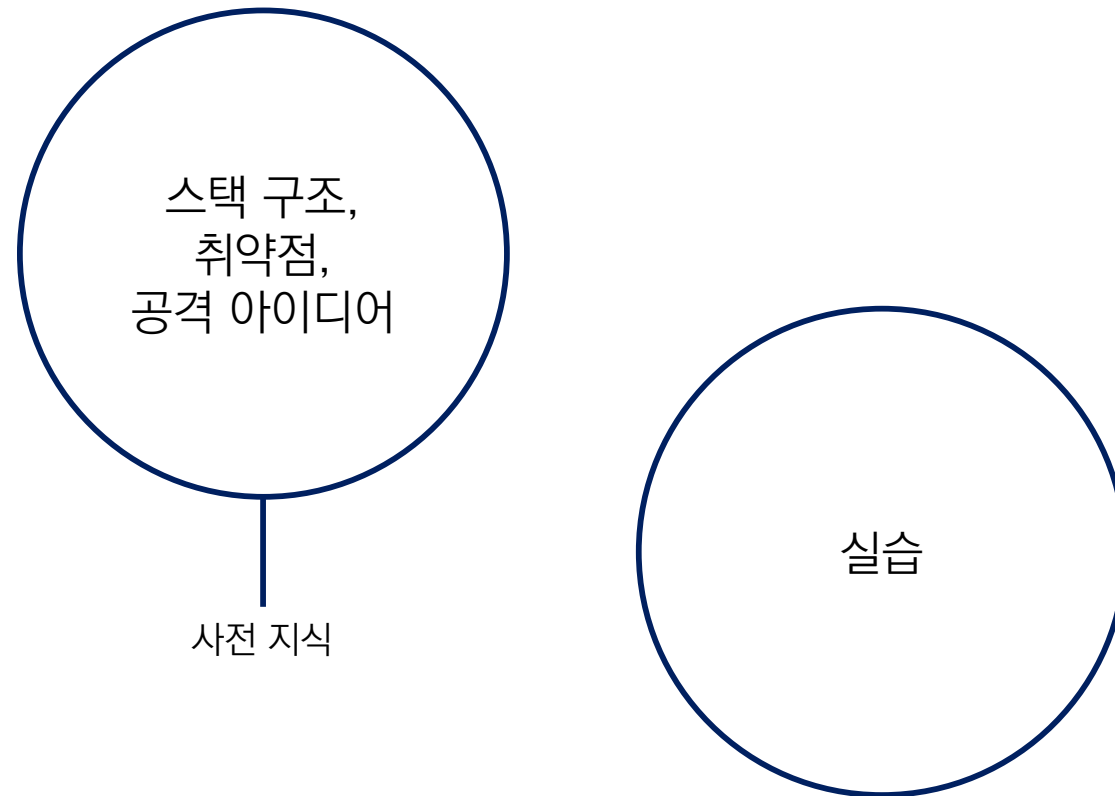 스택 구조,
취약점,
공격 아이디어
사전 지식
실습